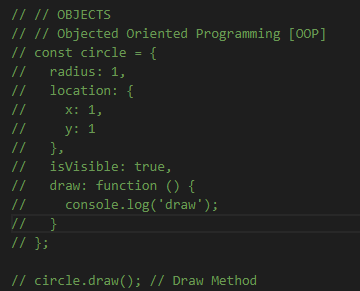 // // OBJECTS
// // Objected Oriented Programming [OOP]
// const circle = {
//   radius: 1,
//   location: {
//     x: 1,
//     y: 1
//   },
//   isVisible: true,
//   draw: function () {
//     console.log('draw');
//   }
// };

// circle.draw(); // Draw Method